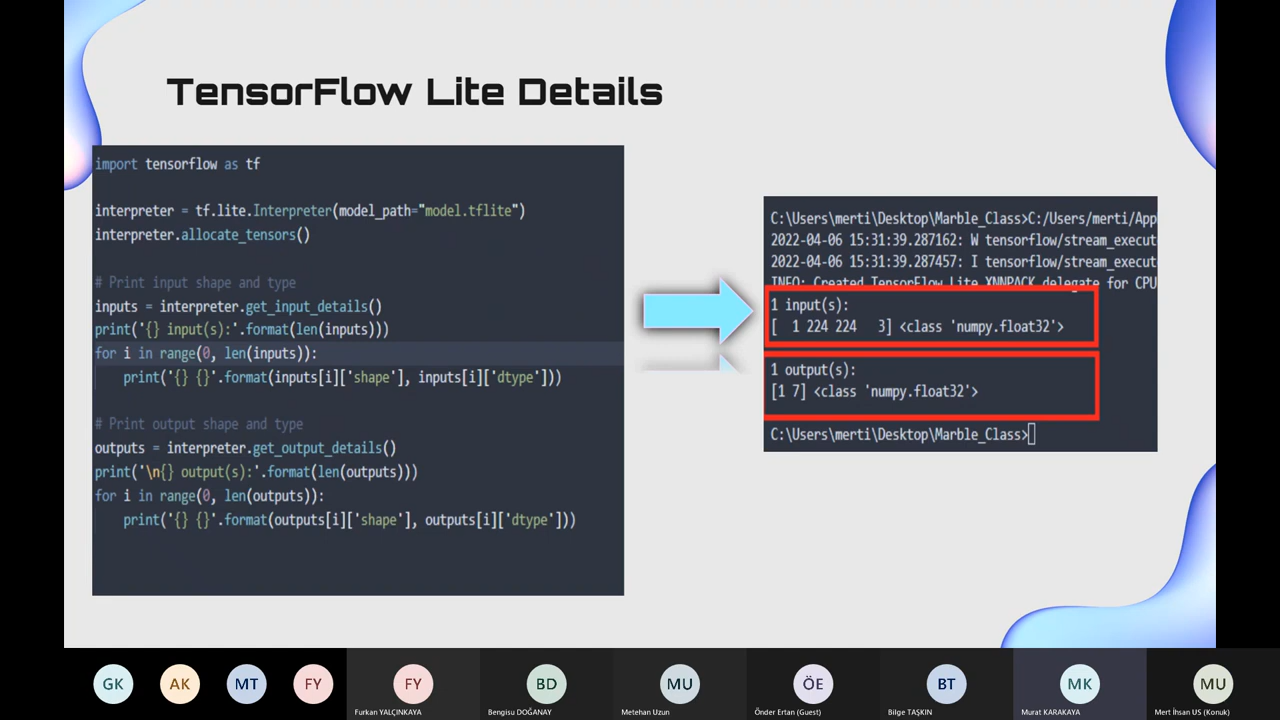 TensorFlow Lite Details
import tensorflow as tf
interpreter = tf.lite.Interpreter(model_path="model.tflite")
interpreter.allocate_tensors()
# Print input shape and type
inputs = interpreter.get_input_details()
print('{} input(s):'.format(len(inputs)))
for i in range(0, len(inputs)):
    print('{} {}'.format(inputs[i]['shape'], inputs[i]['dtype']))
# Print output shape and type
outputs = interpreter.get_output_details()
print('\n{} output(s):'.format(len(outputs)))
for i in range(0, len(outputs)):
    print('{} {}'.format(outputs[i]['shape'], outputs[i]['dtype']))
C:\Users\merti\Desktop\Marble_Class>C:/Users/merti/App
2022-04-06 15:31:39.287162: W tensorflow/stream_execut
2022-04-06 15:31:39.287457: I tensorflow/stream_execut
INFO: Created TensorFlow Lite XNNPACK delegate for CPU
1 input(s):
[  1 224 224   3] <class 'numpy.float32'>
1 output(s):
[1 7] <class 'numpy.float32'>
C:\Users\merti\Desktop\Marble_Class>
GK AK MT FY FY BD MU ÖE BT MK MU
Furkan YALÇINKAYA Bengisu DOĞANAY Metehan Uzun Önder Ertan (Guest) Bilge TAŞKIN Murat KARAKAYA Mert İhsan US (Konuk)